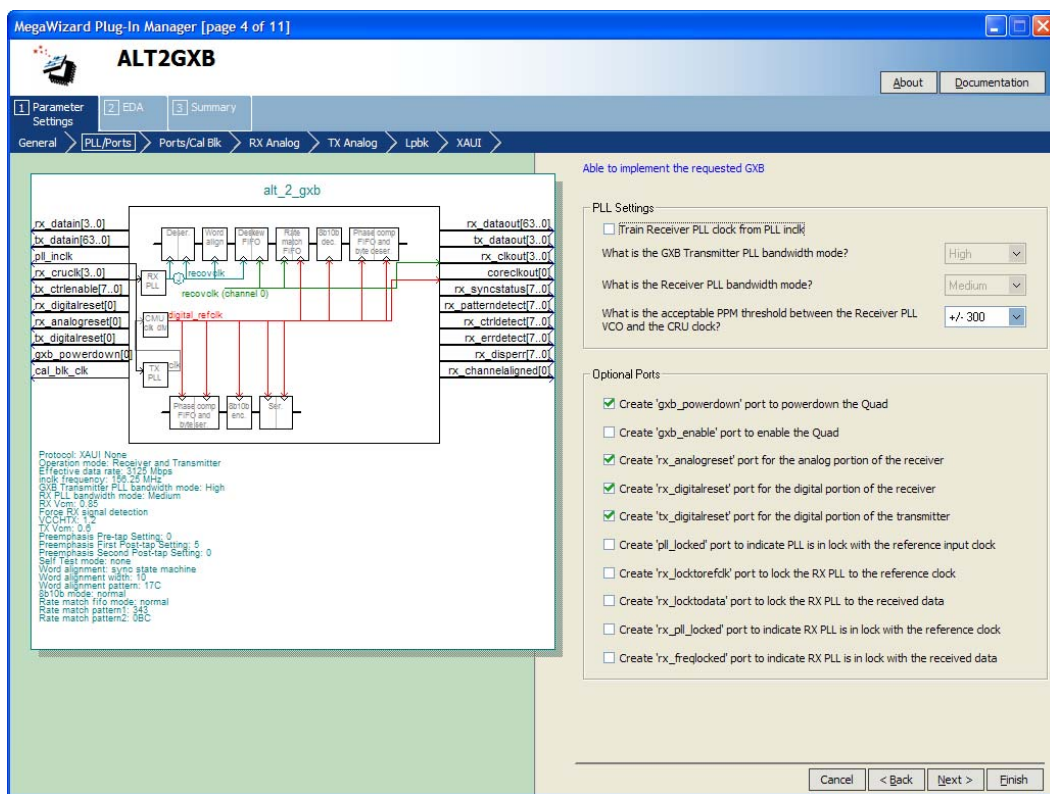 MegaWizard Plug-In Manager [page 4 of 11]
ALT2GXB
About
Documentation
1 Parameter Settings
2 EDA
3 Summary
General
PLL/Ports
Ports/Cal Blk
RX Analog
TX Analog
Lpbk
XAUI
alt_2_gxb
rx_datain[3..0]
tx_datain[63..0]
pll_inclk
rx_cruclk[3..0]
tx_ctrlenable[7..0]
rx_digitalreset[0]
rx_analogreset[0]
tx_digitalreset[0]
gxb_powerdown[0]
cal_blk_clk
Deser.
Word align
Deskew FIFO
Rate match FIFO
8b10b dec.
Phase comp FIFO and byte deser.
RX PLL
recovclk
recovclk (channel 0)
CMU clk div
digital_refclk
TX PLL
clk
Phase comp FIFO and byte ser.
8b10b enc.
Ser.
rx_dataout[63..0]
tx_dataout[3..0]
rx_clkout[3..0]
coreclkout[0]
rx_syncstatus[7..0]
rx_patterndetect[7..0]
rx_ctrldetect[7..0]
rx_errdetect[7..0]
rx_disperr[7..0]
rx_channelaligned[0]
Protocol: XAUI None
Operation mode: Receiver and Transmitter
Effective data rate: 3125 Mbps
inclk frequency: 156.25 MHz
GXB Transmitter PLL bandwidth mode: High
RX PLL bandwidth mode: Medium
RX Vcm: 0.85
Force RX signal detection
VCCHTX: 1.2
TX Vcm: 0.6
Preemphasis Pre-tap Setting: 0
Preemphasis First Post-tap Setting: 5
Preemphasis Second Post-tap Setting: 0
Self Test mode: none
Word alignment: sync state machine
Word alignment width: 10
Word alignment pattern: 17C
8b10b mode: normal
Rate match fifo mode: normal
Rate match pattern1: 343
Rate match pattern2: 0BC
Able to implement the requested GXB
PLL Settings
Train Receiver PLL clock from PLL inclk
What is the GXB Transmitter PLL bandwidth mode?
High
What is the Receiver PLL bandwidth mode?
Medium
What is the acceptable PPM threshold between the Receiver PLL
VCO and the CRU clock?
+/- 300
Optional Ports
Create 'gxb_powerdown' port to powerdown the Quad
Create 'gxb_enable' port to enable the Quad
Create 'rx_analogreset' port for the analog portion of the receiver
Create 'rx_digitalreset' port for the digital portion of the receiver
Create 'tx_digitalreset' port for the digital portion of the transmitter
Create 'pll_locked' port to indicate PLL is in lock with the reference input clock
Create 'rx_locktorefclk' port to lock the RX PLL to the reference clock
Create 'rx_locktodata' port to lock the RX PLL to the received data
Create 'rx_pll_locked' port to indicate RX PLL is in lock with the reference clock
Create 'rx_freqlocked' port to indicate RX PLL is in lock with the received data
Cancel
< Back
Next >
Finish